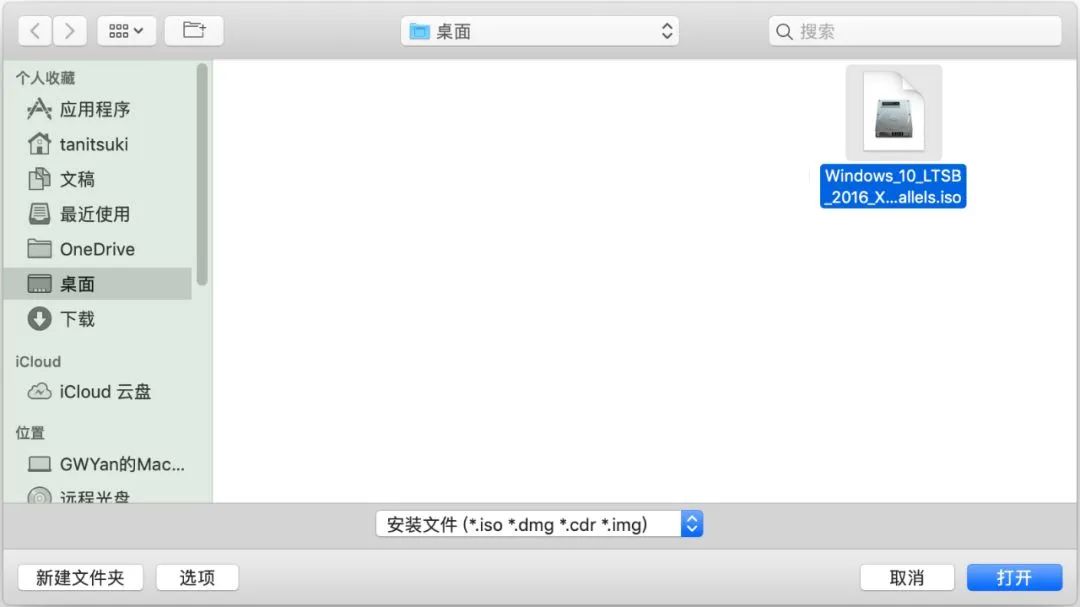 桌面
搜索
个人收藏
应用程序
tanitsuki
文稿
最近使用
OneDrive
桌面
下载
iCloud
iCloud 云盘
位置
GWYan的Mac...
远程光盘
Windows_10_LTSB
_2016_X...allels.iso
安装文件 (*.iso *.dmg *.cdr *.img)
新建文件夹
选项
取消
打开